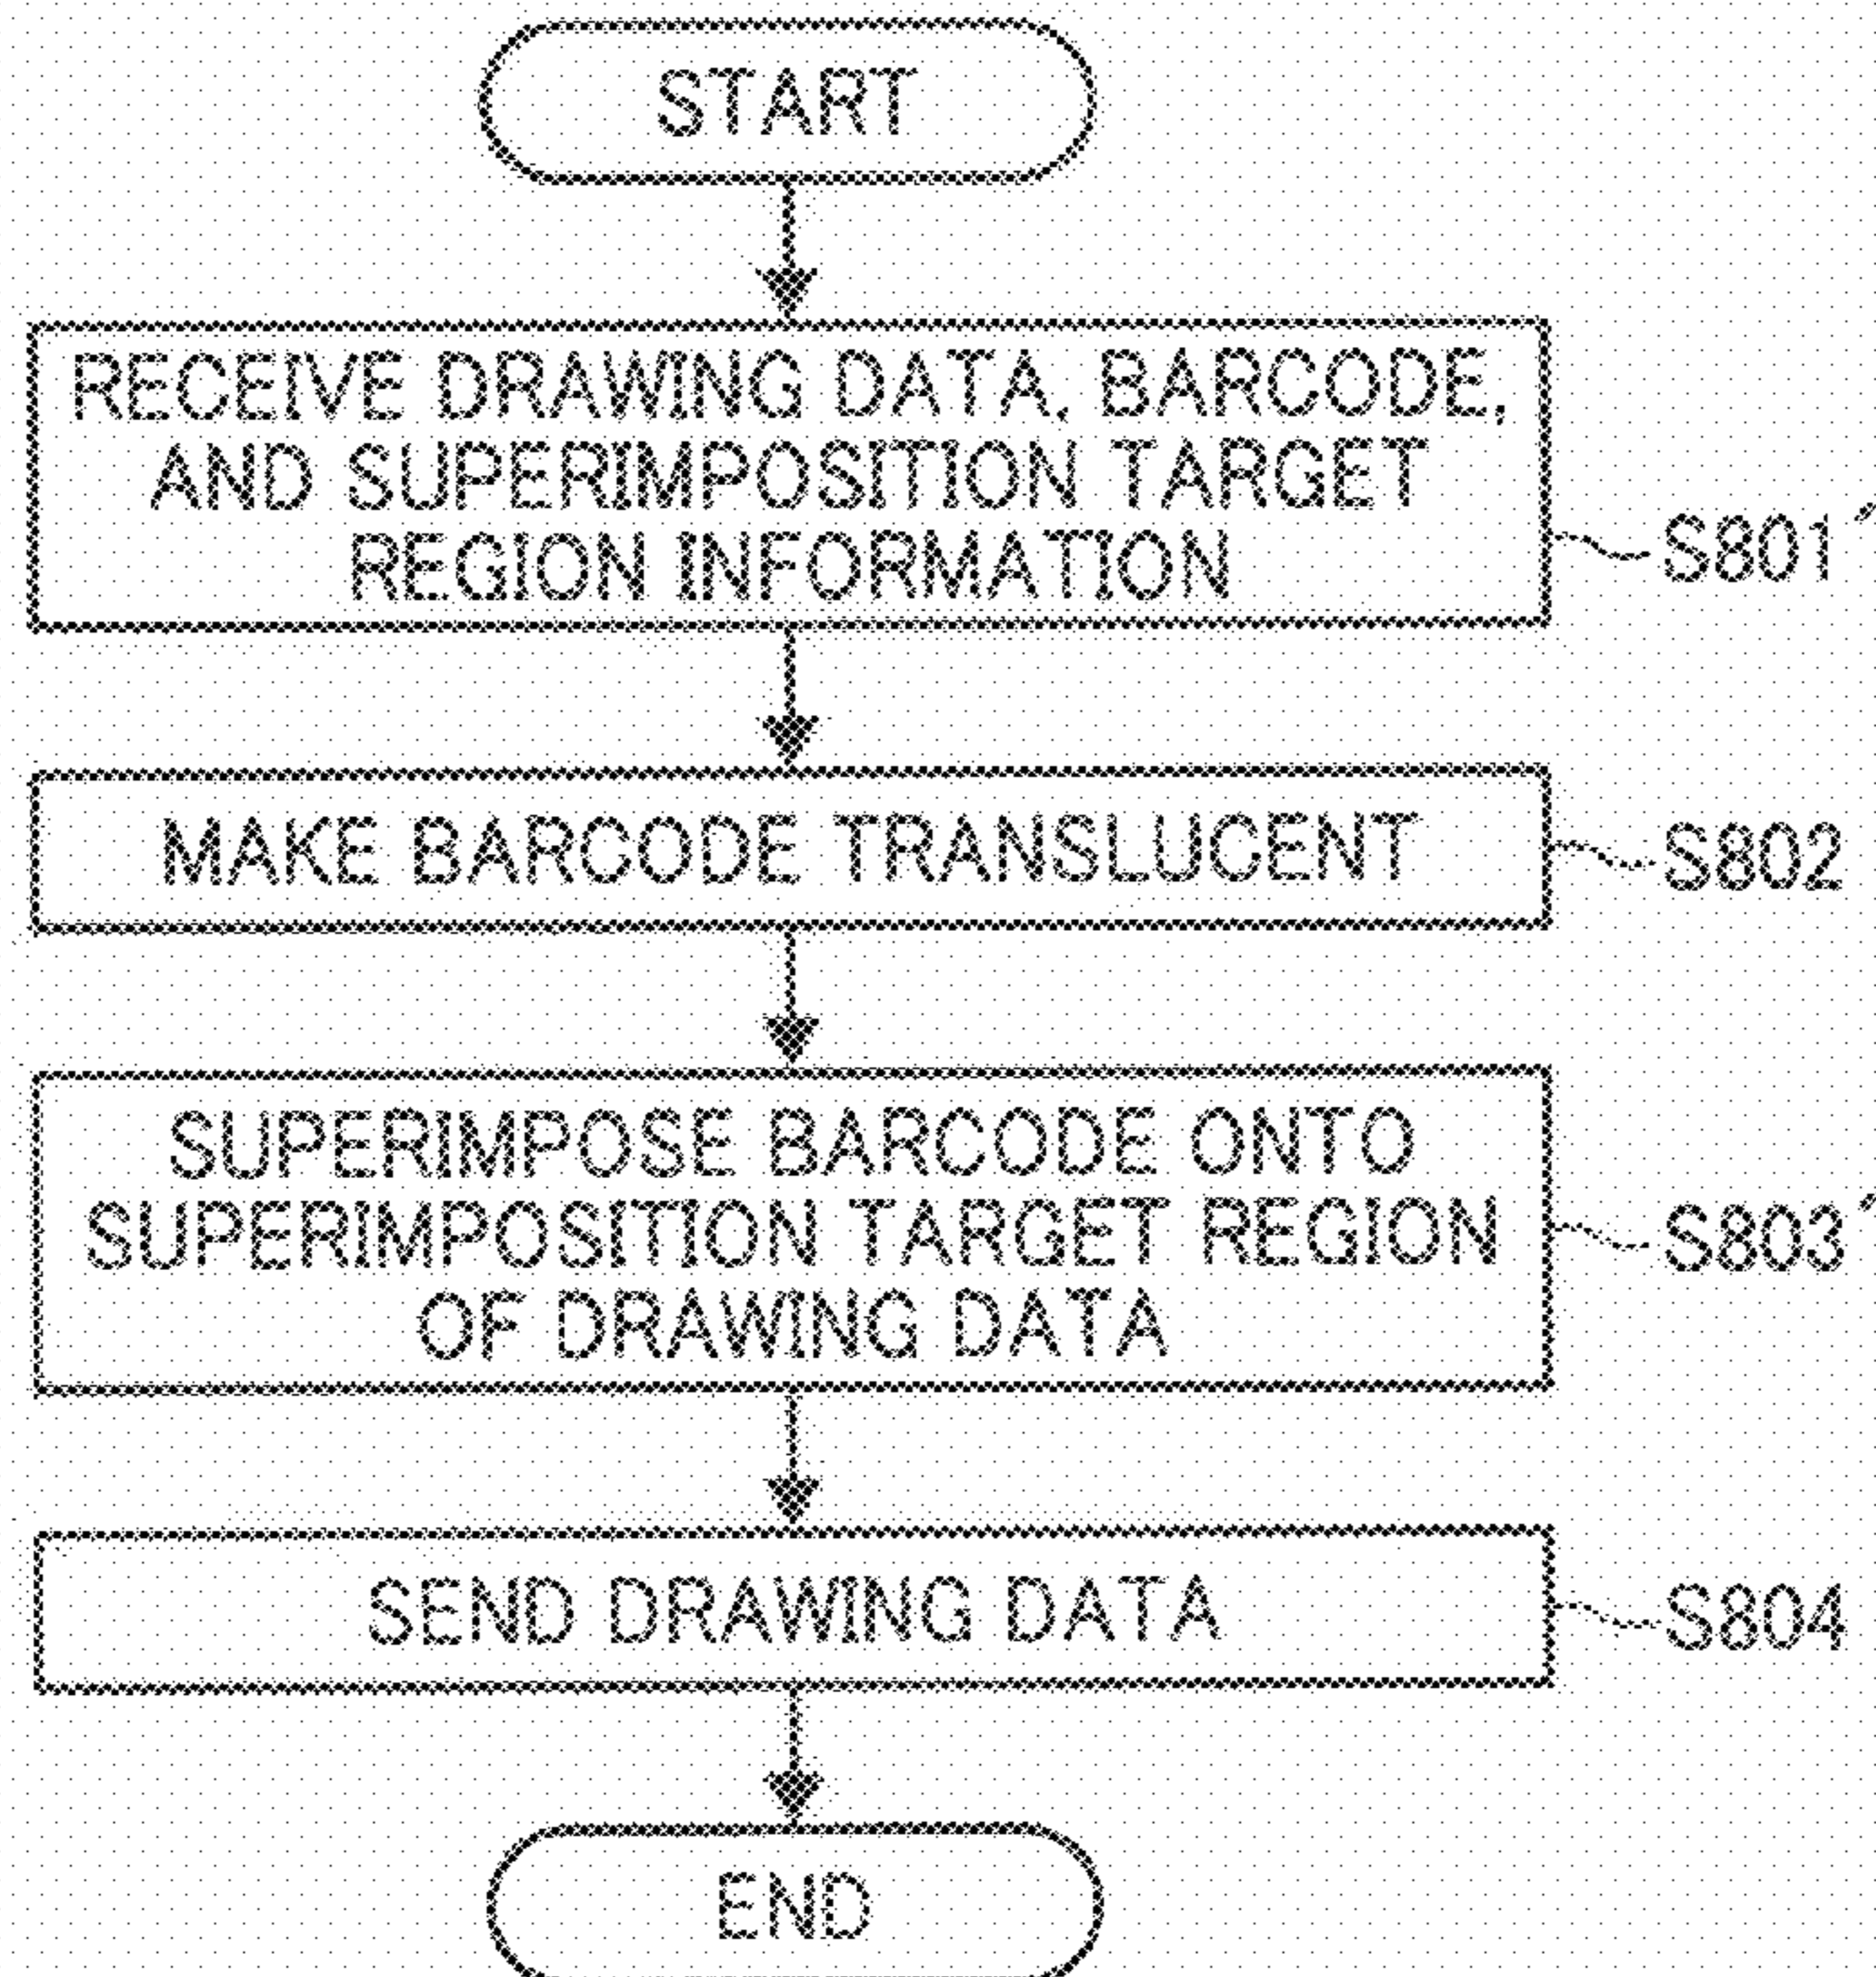 START
RECEIVE DRAWING DATA, BARCODE,
AND SUPERIMPOSITION TARGET
REGION INFORMATION
S801´
MAKE BARCODE TRANSLUCENT
S802
SUPERIMPOSE BARCODE ONTO
SUPERIMPOSITION TARGET REGION
OF DRAWING DATA
S803´
SEND DRAWING DATA
S804
END